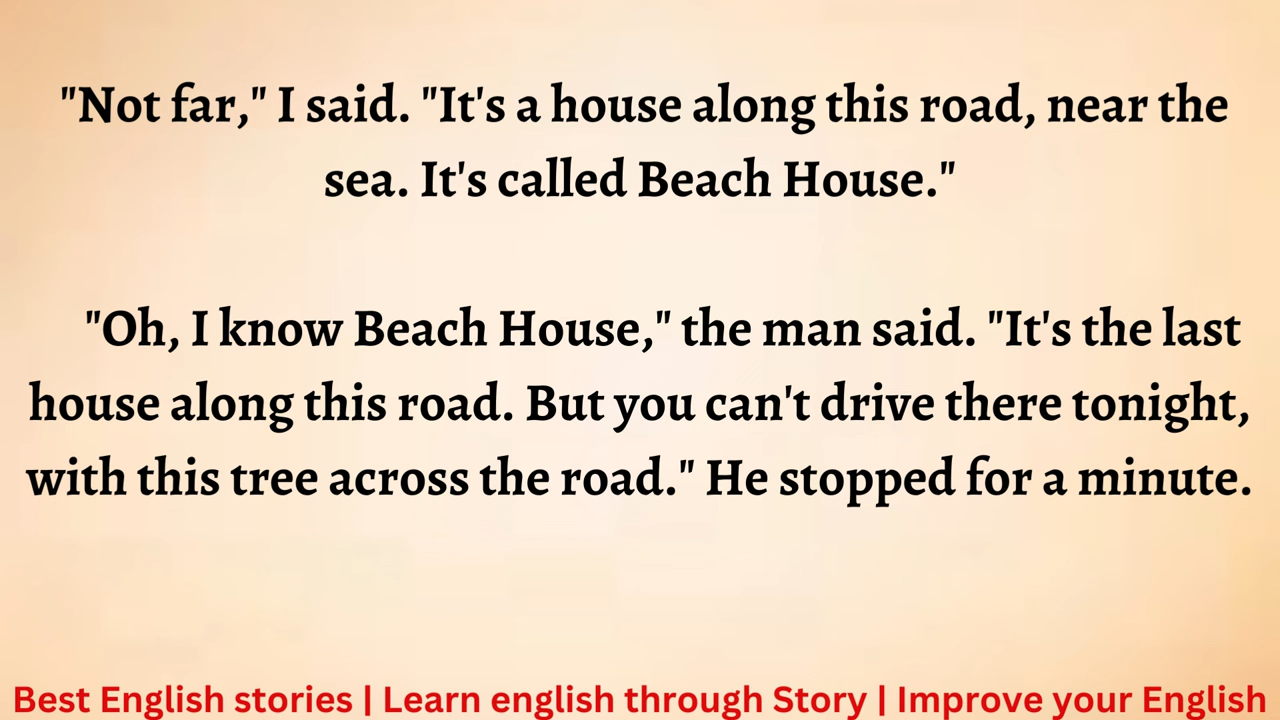 "Not far," I said. "It's a house along this road, near the
sea. It's called Beach House."
"Oh, I know Beach House," the man said. "It's the last
house along this road. But you can't drive there tonight,
with this tree across the road." He stopped for a minute.
Best English stories | Learn english through Story | Improve your English